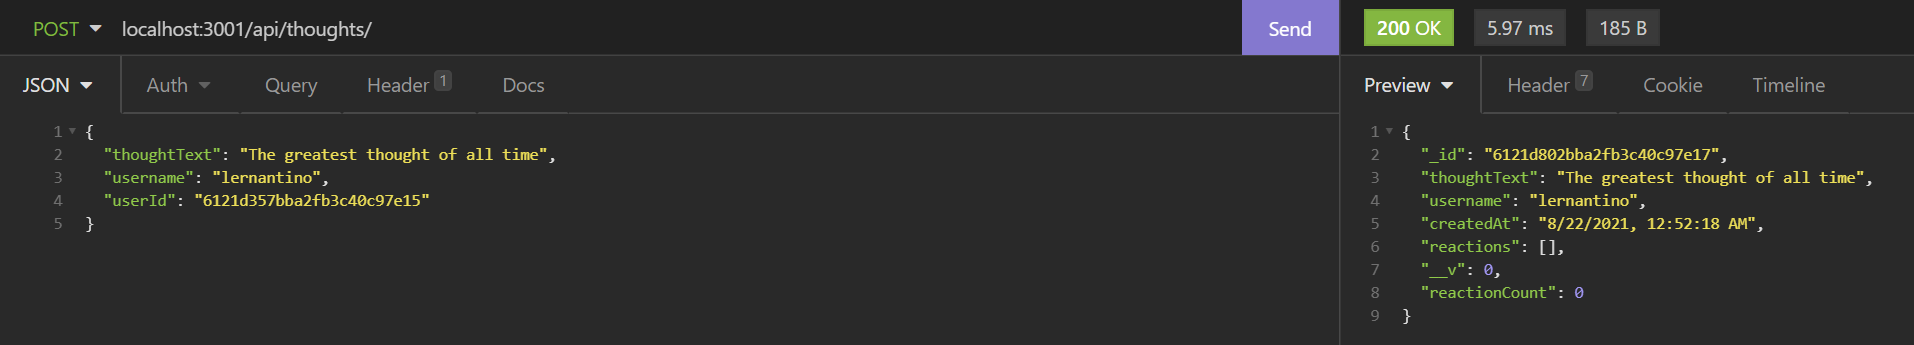 POST localhost:3001/api/thoughts/ Send
JSON Auth Query Header 1 Docs
1 {
2 "thoughtText": "The greatest thought of all time",
3 "username": "lernantino",
4 "userId": "6121d357bba2fb3c40c97e15"
5 }
200 OK 5.97 ms 185 B
Preview Header 7 Cookie Timeline
1 {
2 "_id": "6121d802bba2fb3c40c97e17",
3 "thoughtText": "The greatest thought of all time",
4 "username": "lernantino",
5 "createdAt": "8/22/2021, 12:52:18 AM",
6 "reactions": [],
7 "__v": 0,
8 "reactionCount": 0
9 }